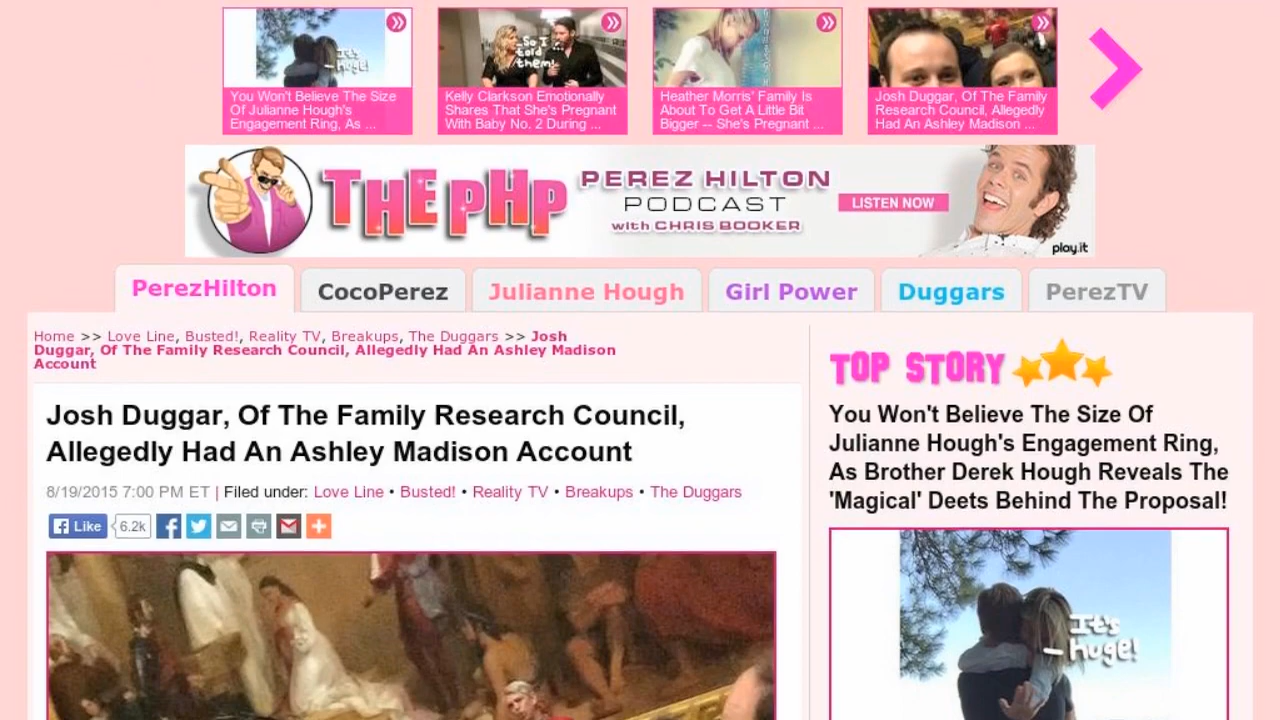 You Won't Believe The Size
Of Julianne Hough's
Engagement Ring, As ...
It's
huge!
Kelly Clarkson Emotionally
Shares That She's Pregnant
With Baby No. 2 During ...
So I
told
them!
Heather Morris' Family Is
About To Get A Little Bit
Bigger -- She's Pregnant ...
Josh Duggar, Of The Family
Research Council, Allegedly
Had An Ashley Madison ...
THE PHP
PEREZ HILTON
PODCAST
with CHRIS BOOKER
LISTEN NOW
play.it
PerezHilton
CocoPerez
Julianne Hough
Girl Power
Duggars
PerezTV
Home >> Love Line, Busted!, Reality TV, Breakups, The Duggars >> Josh
Duggar, Of The Family Research Council, Allegedly Had An Ashley Madison
Account
Josh Duggar, Of The Family Research Council,
Allegedly Had An Ashley Madison Account
8/19/2015 7:00 PM ET | Filed under: Love Line • Busted! • Reality TV • Breakups • The Duggars
Like
6.2k
TOP STORY
You Won't Believe The Size Of
Julianne Hough's Engagement Ring,
As Brother Derek Hough Reveals The
'Magical' Deets Behind The Proposal!
It's
huge!